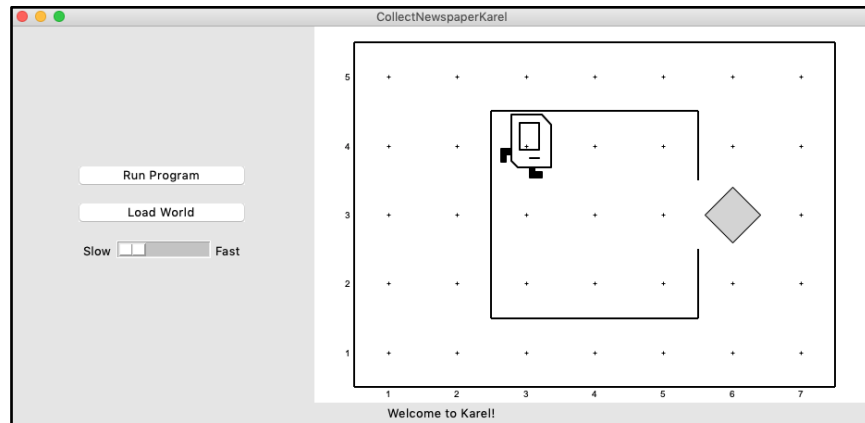 CollectNewspaperKarel
Run Program
Load World
Slow Fast
5
4
3
2
1
1 2 3 4 5 6 7
Welcome to Karel!